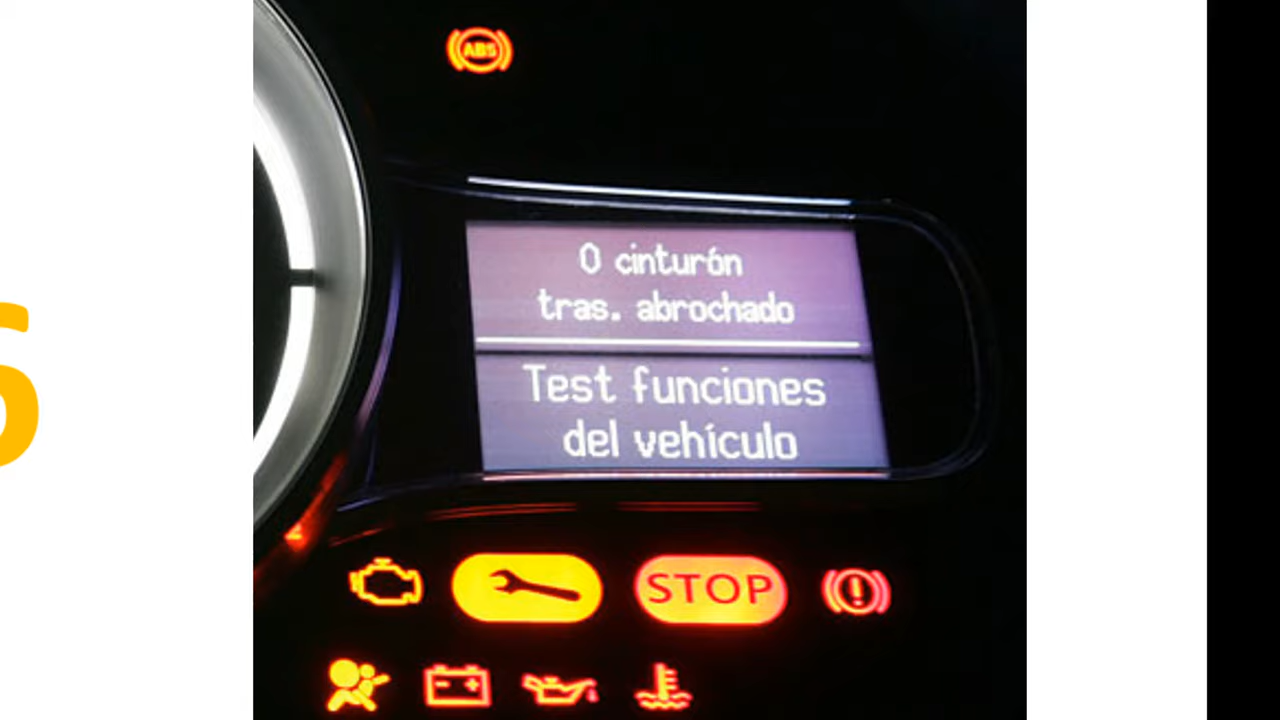 ABS
0 cinturón
tras. abrochado
Test funciones
del vehículo
STOP